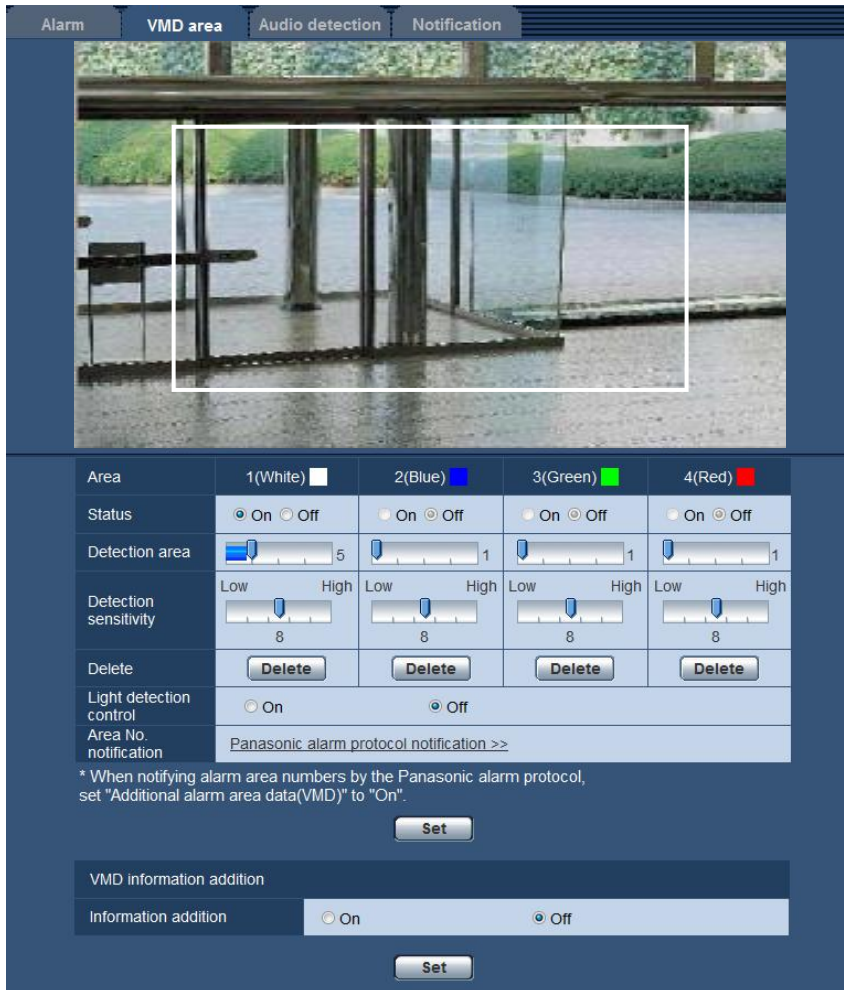 Alarm VMD area Audio detection Notification
Area 1(White) 2(Blue) 3(Green) 4(Red)
Status On Off On Off On Off On Off
Detection area 5 1 1 1
Detection sensitivity Low High Low High Low High Low High
8 8 8 8
Delete Delete Delete Delete Delete
Light detection control On Off
Area No. notification Panasonic alarm protocol notification >>
* When notifying alarm area numbers by the Panasonic alarm protocol,
set "Additional alarm area data(VMD)" to "On".
Set
VMD information addition
Information addition On Off
Set